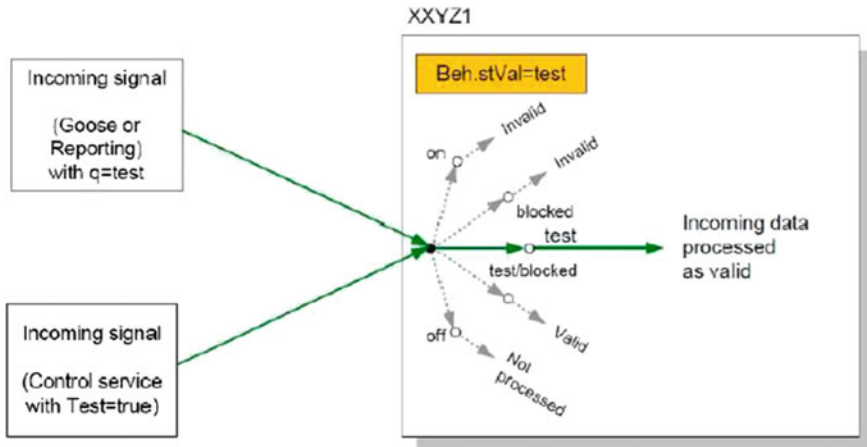 XXYZ1
Incoming signal
(Goose or
Reporting)
with q=test
Incoming signal
(Control service
with Test=true)
Beh.stVal=test
on
Invalid
blocked
Invalid
test
Incoming data
processed
as valid
test/blocked
Valid
off
Not
processed